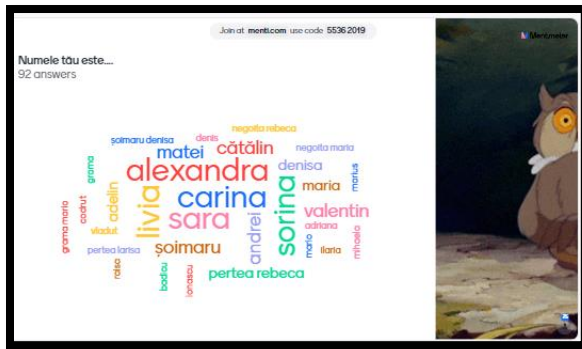 Join at menti.com use code 5536 2019
Mentimeter
Numele tău este....
92 answers
negoita rebeca
șoimaru denisa
denis
matei
cătălin
negoita maria
grama
alexandra
denisa
marius
codrut
adelin
livia
carina
sorina
maria
grama mario
vladut
sara
andrei
valentin
adriana
pertea larisa
șoimaru
mario
ilaria
mihaela
raisa
badicu
ionascu
pertea rebeca